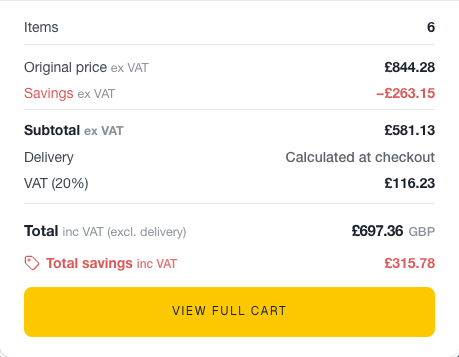 Items 6
Original price ex VAT £844.28
Savings ex VAT −£263.15
Subtotal ex VAT £581.13
Delivery Calculated at checkout
VAT (20%) £116.23
Total inc VAT (excl. delivery) £697.36 GBP
Total savings inc VAT £315.78
VIEW FULL CART